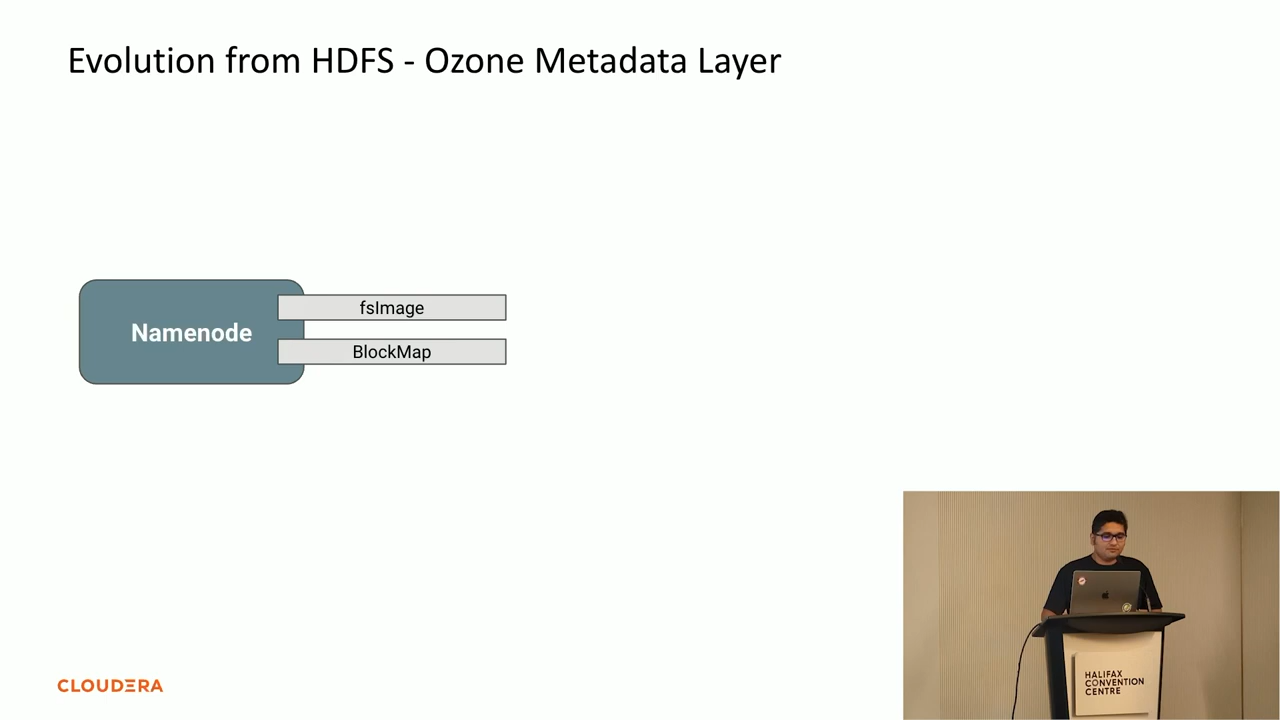 Evolution from HDFS - Ozone Metadata Layer
Namenode
fsImage
BlockMap
CLOUDERA
HALIFAX
CONVENTION
CENTRE